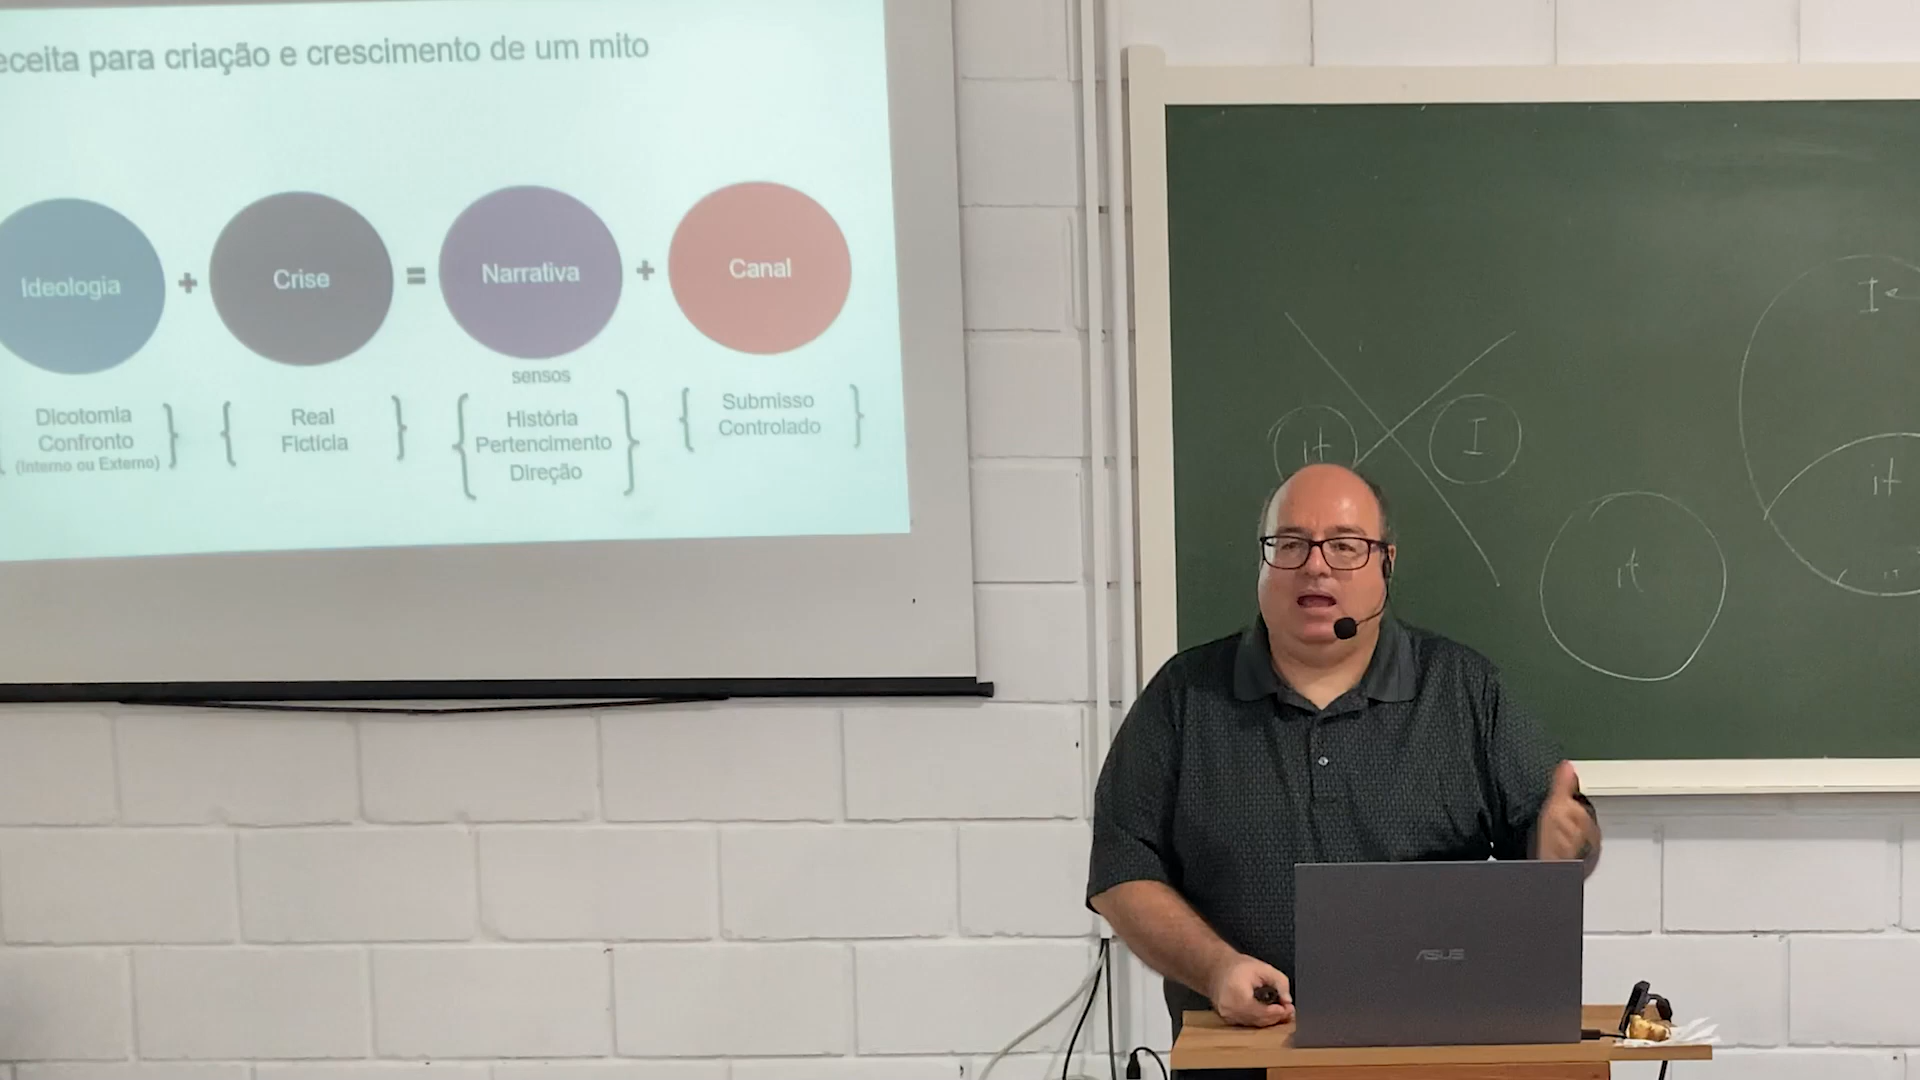 eceita para criação e crescimento de um mito
Ideologia + Crise = Narrativa + Canal
sensos
Dicotomia
Confronto
(Interno ou Externo)
Real
Fictícia
História
Pertencimento
Direção
Submisso
Controlado
it
I
it
I
it
ASUS